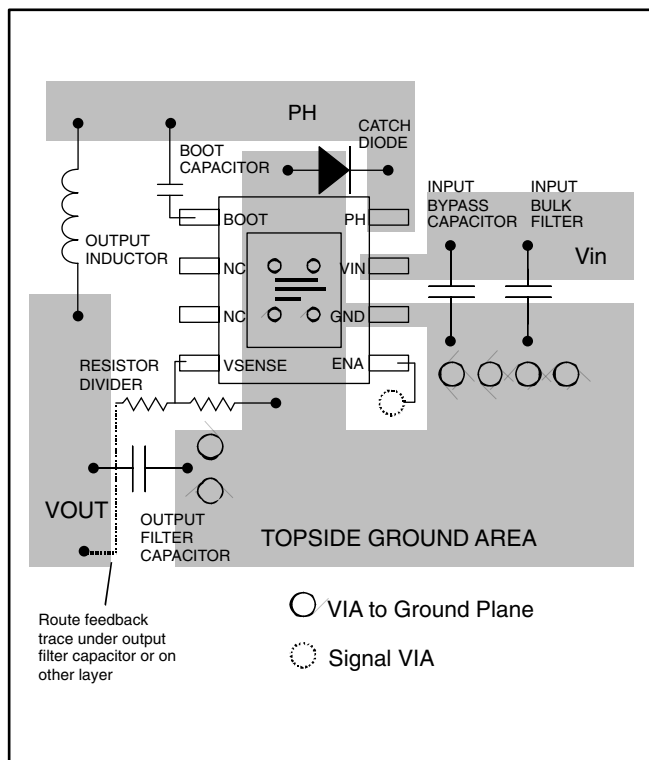 PH
CATCH
DIODE
BOOT
CAPACITOR
INPUT
BYPASS
CAPACITOR
INPUT
BULK
FILTER
OUTPUT
INDUCTOR
BOOT
PH
NC
VIN
Vin
NC
GND
VSENSE
ENA
RESISTOR
DIVIDER
VOUT
OUTPUT
FILTER
CAPACITOR
TOPSIDE GROUND AREA
Route feedback
trace under output
filter capacitor or on
other layer
VIA to Ground Plane
Signal VIA